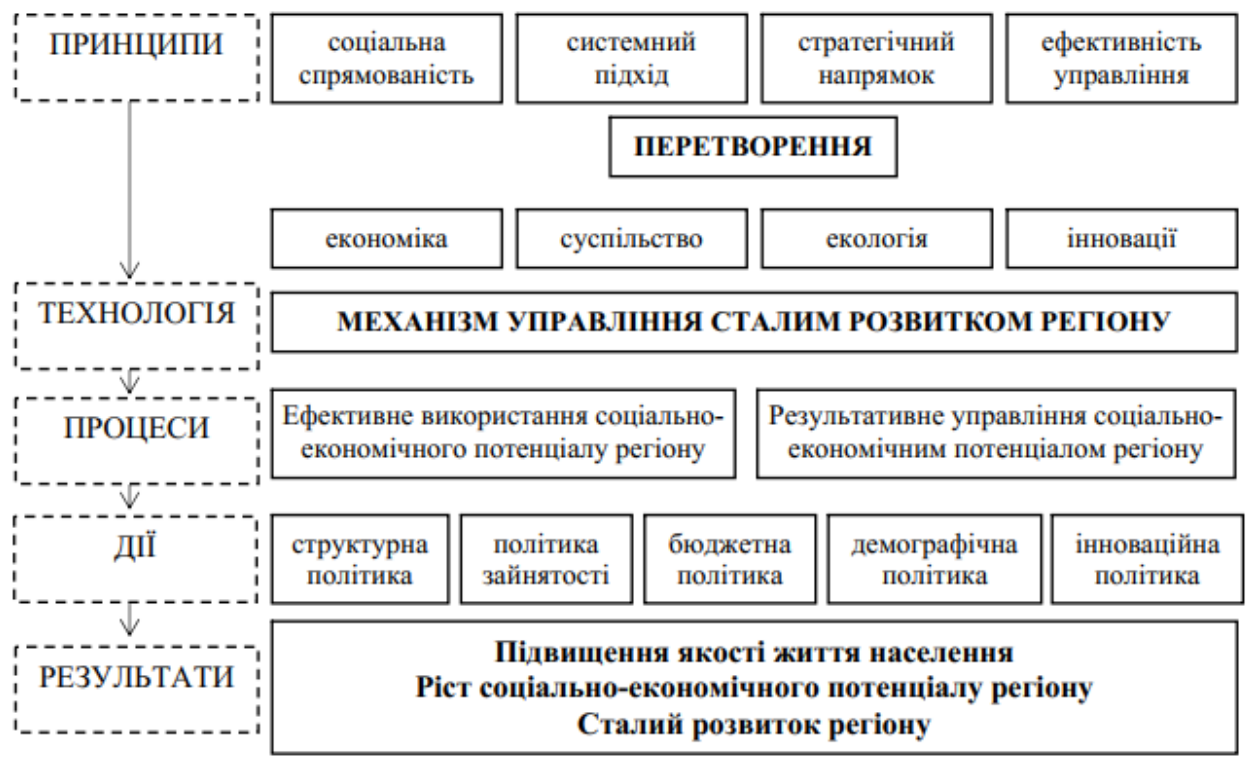 ПРИНЦИПИ
соціальна
спрямованість
системний
підхід
стратегічний
напрямок
ефективність
управління
ПЕРЕТВОРЕННЯ
економіка
суспільство
екологія
інновації
ТЕХНОЛОГІЯ
МЕХАНІЗМ УПРАВЛІННЯ СТАЛИМ РОЗВИТКОМ РЕГІОНУ
ПРОЦЕСИ
Ефективне використання соціально-
економічного потенціалу регіону
Результативне управління соціально-
економічним потенціалом регіону
ДІЇ
структурна
політика
політика
зайнятості
бюджетна
політика
демографічна
політика
інноваційна
політика
РЕЗУЛЬТАТИ
Підвищення якості життя населення
Ріст соціально-економічного потенціалу регіону
Сталий розвиток регіону